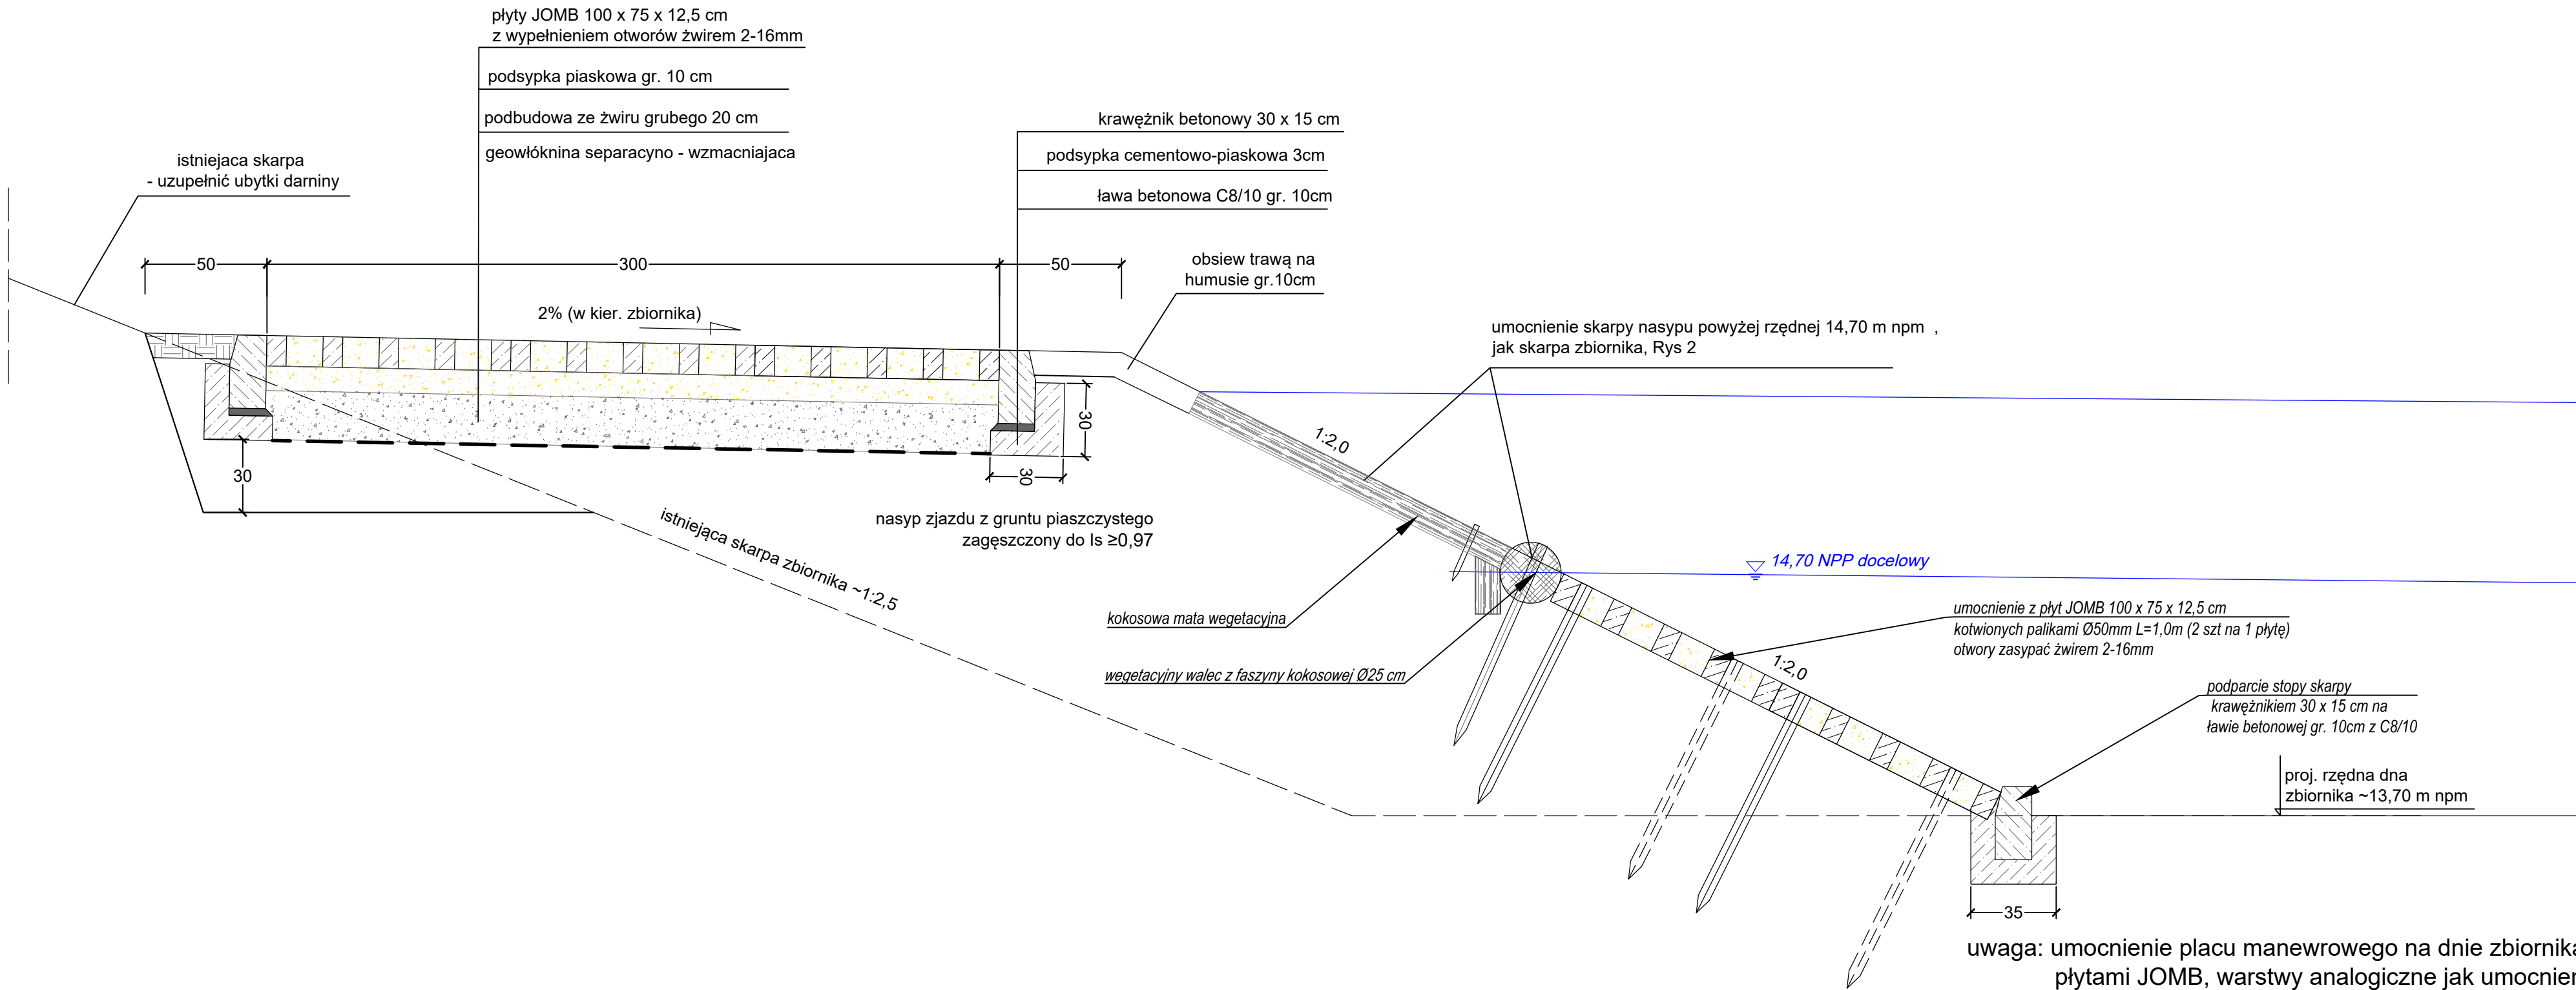 płyty JOMB 100 x 75 x 12,5 cm
z wypełnieniem otworów żwirem 2-16mm
podsypka piaskowa gr. 10 cm
podbudowa ze żwiru grubego 20 cm
geowłóknina separacyno - wzmacniajaca
krawężnik betonowy 30 x 15 cm
podsypka cementowo-piaskowa 3cm
ława betonowa C8/10 gr. 10cm
istniejaca skarpa
- uzupełnić ubytki darniny
50
300
50
obsiew trawą na
humusie gr.10cm
2% (w kier. zbiornika)
umocnienie skarpy nasypu powyżej rzędnej 14,70 m npm ,
jak skarpa zbiornika, Rys 2
1:2,0
30
30
30
nasyp zjazdu z gruntu piaszczystego
zagęszczony do Is ≥0,97
istniejąca skarpa zbiornika ~1:2,5
14,70 NPP docelowy
kokosowa mata wegetacyjna
wegetacyjny walec z faszyny kokosowej Ø25 cm
umocnienie z płyt JOMB 100 x 75 x 12,5 cm
kotwionych palikami Ø50mm L=1,0m (2 szt na 1 płytę)
otwory zasypać żwirem 2-16mm
1:2,0
podparcie stopy skarpy
krawężnikiem 30 x 15 cm na
ławie betonowej gr. 10cm z C8/10
proj. rzędna dna
zbiornika ~13,70 m npm
35
uwaga: umocnienie placu manewrowego na dnie zbiornika
płytami JOMB, warstwy analogiczne jak umocnien